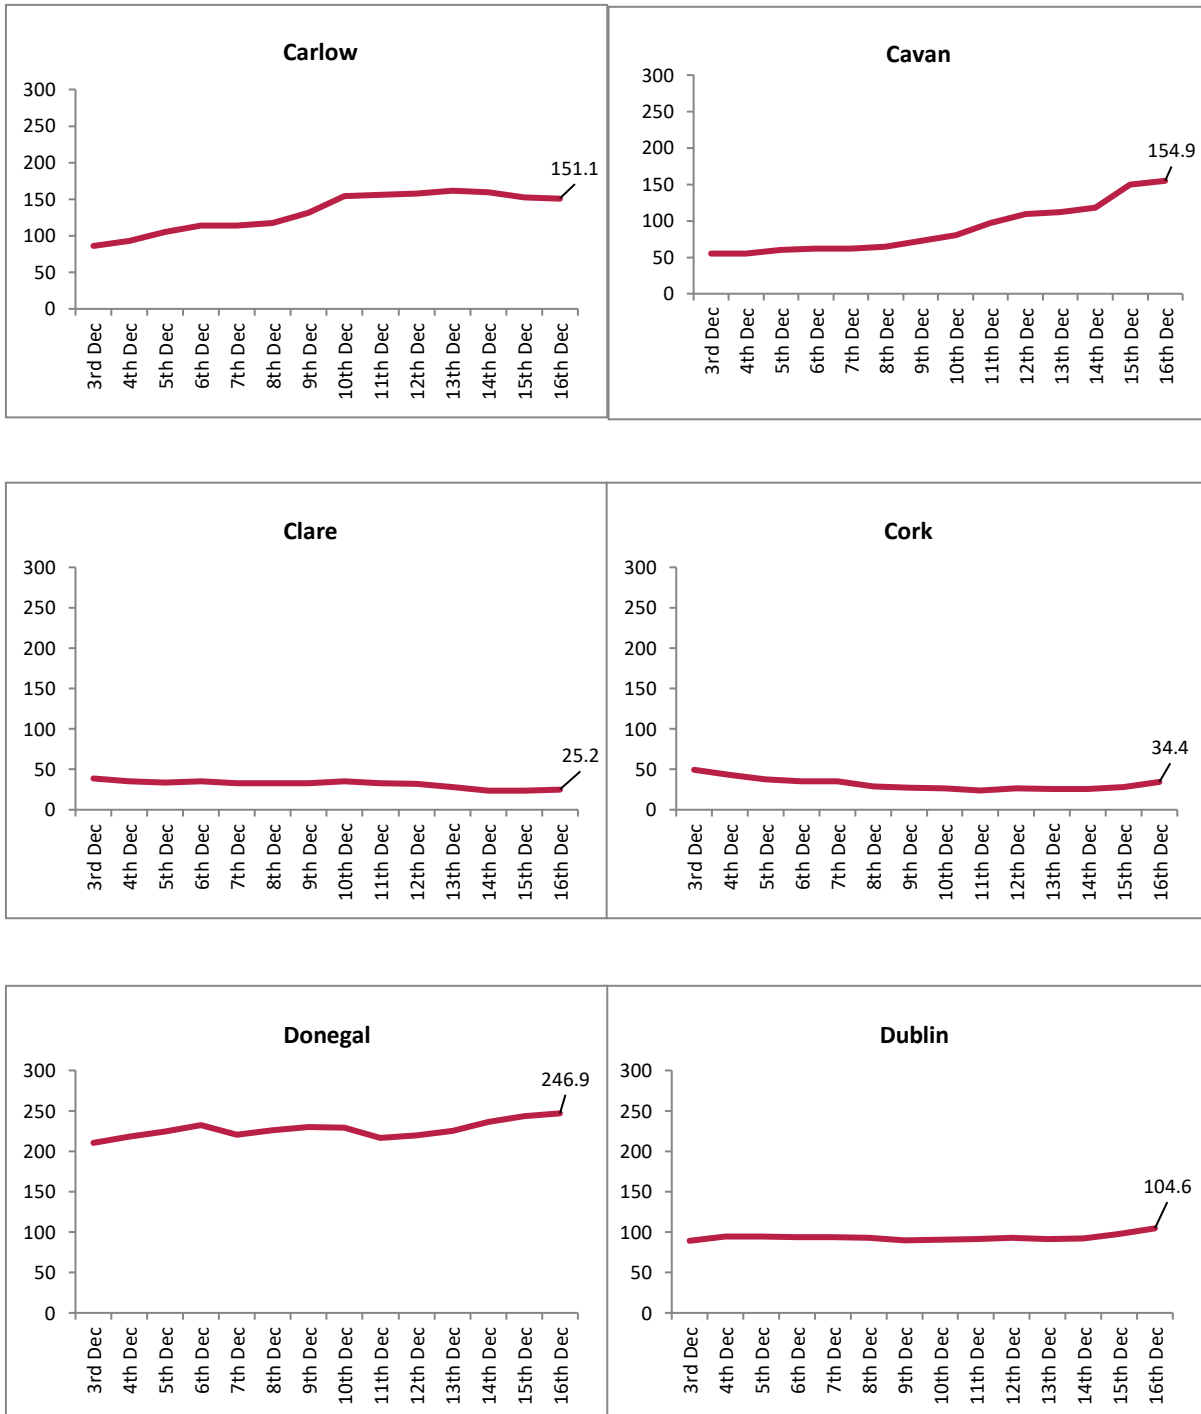 Carlow
300
250
200
150
100
50
0
151.1
3rd Dec
4th Dec
5th Dec
6th Dec
7th Dec
8th Dec
9th Dec
10th Dec
11th Dec
12th Dec
13th Dec
14th Dec
15th Dec
16th Dec
Cavan
300
250
200
150
100
50
0
154.9
3rd Dec
4th Dec
5th Dec
6th Dec
7th Dec
8th Dec
9th Dec
10th Dec
11th Dec
12th Dec
13th Dec
14th Dec
15th Dec
16th Dec
Clare
300
250
200
150
100
50
0
25.2
3rd Dec
4th Dec
5th Dec
6th Dec
7th Dec
8th Dec
9th Dec
10th Dec
11th Dec
12th Dec
13th Dec
14th Dec
15th Dec
16th Dec
Cork
300
250
200
150
100
50
0
34.4
3rd Dec
4th Dec
5th Dec
6th Dec
7th Dec
8th Dec
9th Dec
10th Dec
11th Dec
12th Dec
13th Dec
14th Dec
15th Dec
16th Dec
Donegal
300
250
200
150
100
50
0
246.9
3rd Dec
4th Dec
5th Dec
6th Dec
7th Dec
8th Dec
9th Dec
10th Dec
11th Dec
12th Dec
13th Dec
14th Dec
15th Dec
16th Dec
Dublin
300
250
200
150
100
50
0
104.6
3rd Dec
4th Dec
5th Dec
6th Dec
7th Dec
8th Dec
9th Dec
10th Dec
11th Dec
12th Dec
13th Dec
14th Dec
15th Dec
16th Dec